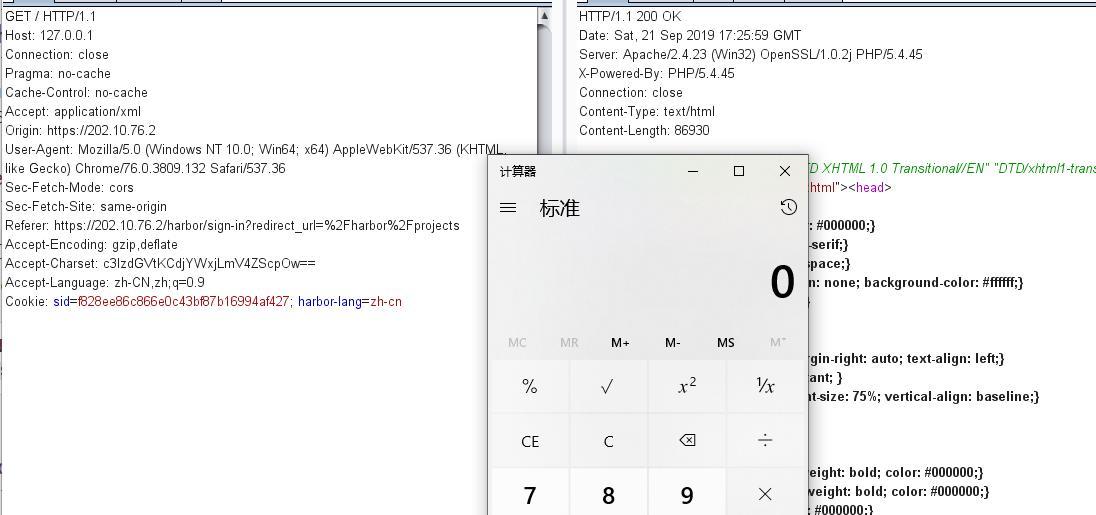 GET / HTTP/1.1
Host: 127.0.0.1
Connection: close
Pragma: no-cache
Cache-Control: no-cache
Accept: application/xml
Origin: https://202.10.76.2
User-Agent: Mozilla/5.0 (Windows NT 10.0; Win64; x64) AppleWebKit/537.36 (KHTML,
like Gecko) Chrome/76.0.3809.132 Safari/537.36
Sec-Fetch-Mode: cors
Sec-Fetch-Site: same-origin
Referer: https://202.10.76.2/harbor/sign-in?redirect_url=%2Fharbor%2Fprojects
Accept-Encoding: gzip,deflate
Accept-Charset: c3lzdGVtKCdjYWxjLmV4ZScpOw==
Accept-Language: zh-CN,zh;q=0.9
Cookie: sid=f828ee86c866e0c43bf87b16994af427; harbor-lang=zh-cn
HTTP/1.1 200 OK
Date: Sat, 21 Sep 2019 17:25:59 GMT
Server: Apache/2.4.23 (Win32) OpenSSL/1.0.2j PHP/5.4.45
X-Powered-By: PHP/5.4.45
Connection: close
Content-Type: text/html
Content-Length: 86930
D XHTML 1.0 Transitional//EN" "DTD/xhtml1-trans
html"><head>
: #000000;}
-serif;}
space;}
n: none; background-color: #ffffff;}
}
rgin-right: auto; text-align: left;}
ant; }
nt-size: 75%; vertical-align: baseline;}
weight: bold; color: #000000;}
weight: bold; color: #000000;}
: #000000;}
计算器
标准
0
MC MR M+ M- MS M˅
% √ x² ¹/x
CE C ÷
7 8 9 ×